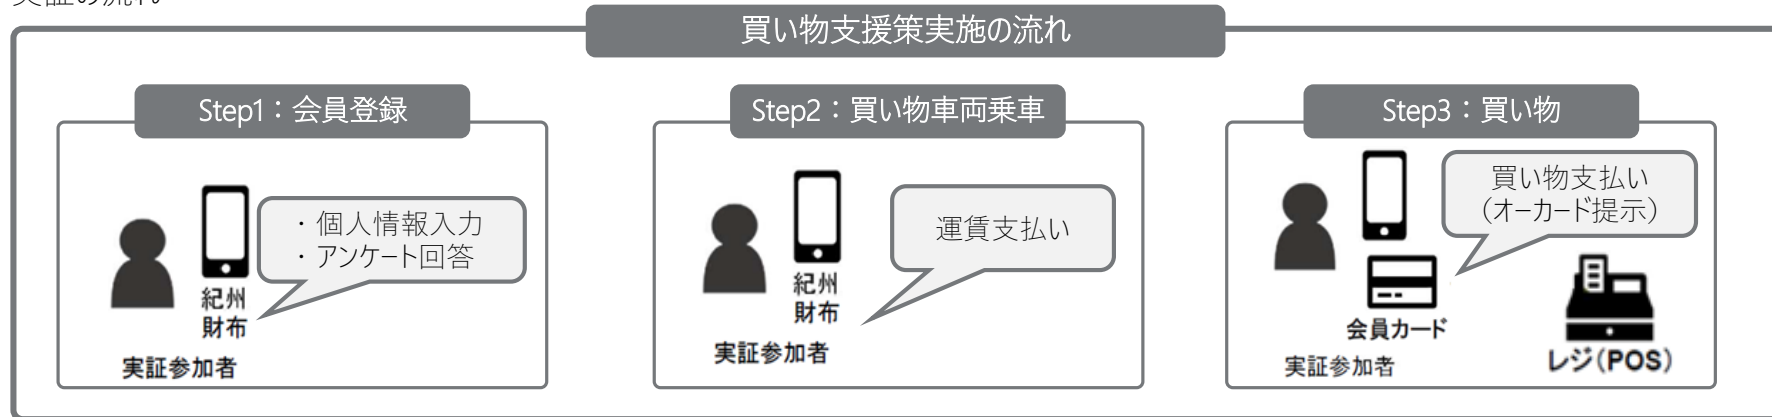 買い物支援策実施の流れ
Step1：会員登録
・個人情報入力
・アンケート回答
紀州
財布
実証参加者
Step2：買い物車両乗車
運賃支払い
紀州
財布
実証参加者
Step3：買い物
買い物支払い
（オーカード提示）
会員カード
実証参加者
レジ（POS）